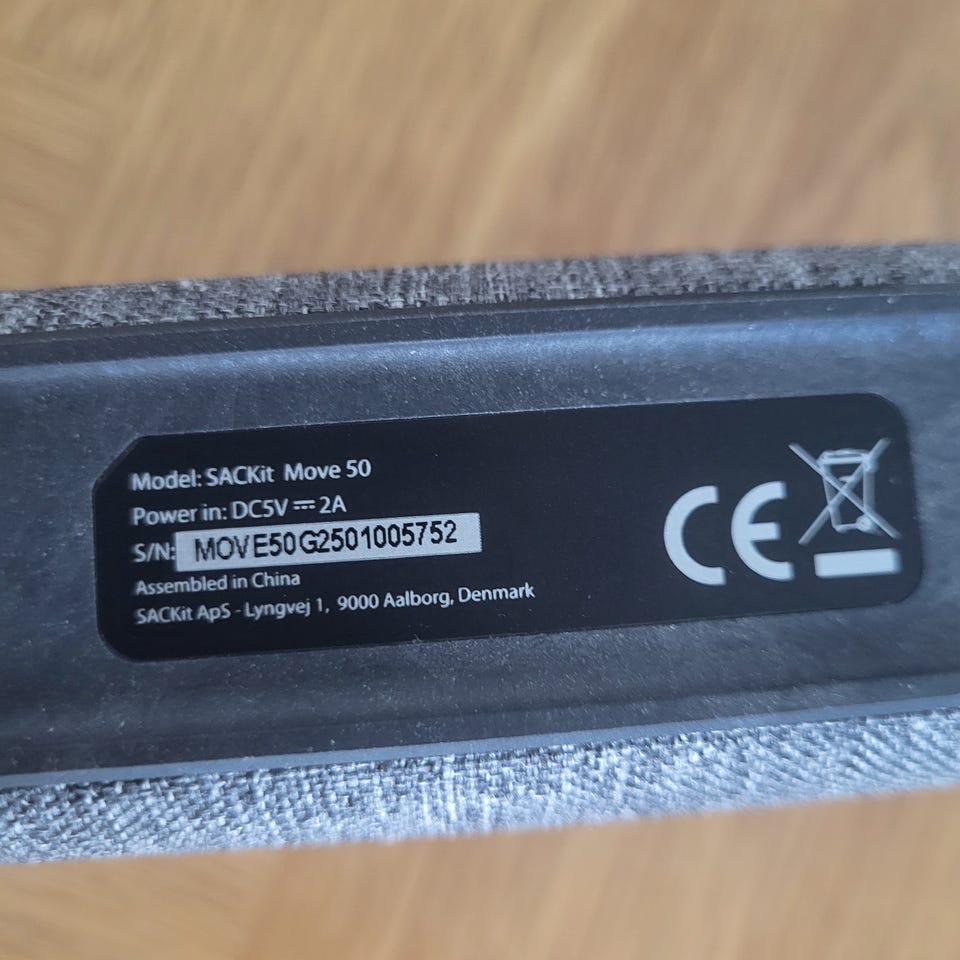 Model: SACKit Move 50
Power in: DC5V ⎓ 2A
S/N: MOVE50G2501005752
Assembled in China
SACKit ApS - Lyngvej 1, 9000 Aalborg, Denmark
CE